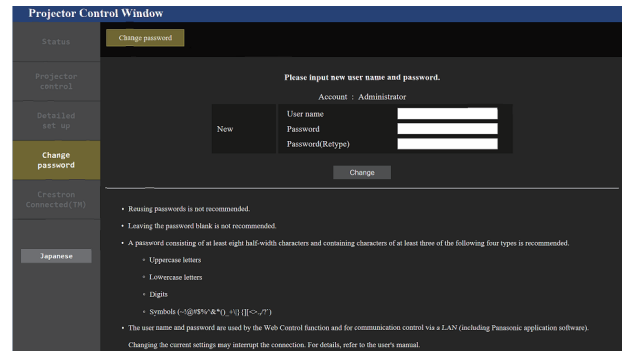 Projector Control Window
Status
Change password
Projector
control
Detailed
set up
Change
password
Crestron
Connected(TM)
Japanese
Please input new user name and password.
Account : Administrator
New
User name
Password
Password(Retype)
Change
• Reusing passwords is not recommended.
• Leaving the password blank is not recommended.
• A password consisting of at least eight half-width characters and containing characters of at least three of the following four types is recommended.
◦ Uppercase letters
◦ Lowercase letters
◦ Digits
◦ Symbols (~!@#$%^&*()_+\|}{][<>.,/?`)
• The user name and password are used by the Web Control function and for communication control via a LAN (including Panasonic application software).
Changing the current settings may interrupt the connection. For details, refer to the user's manual.